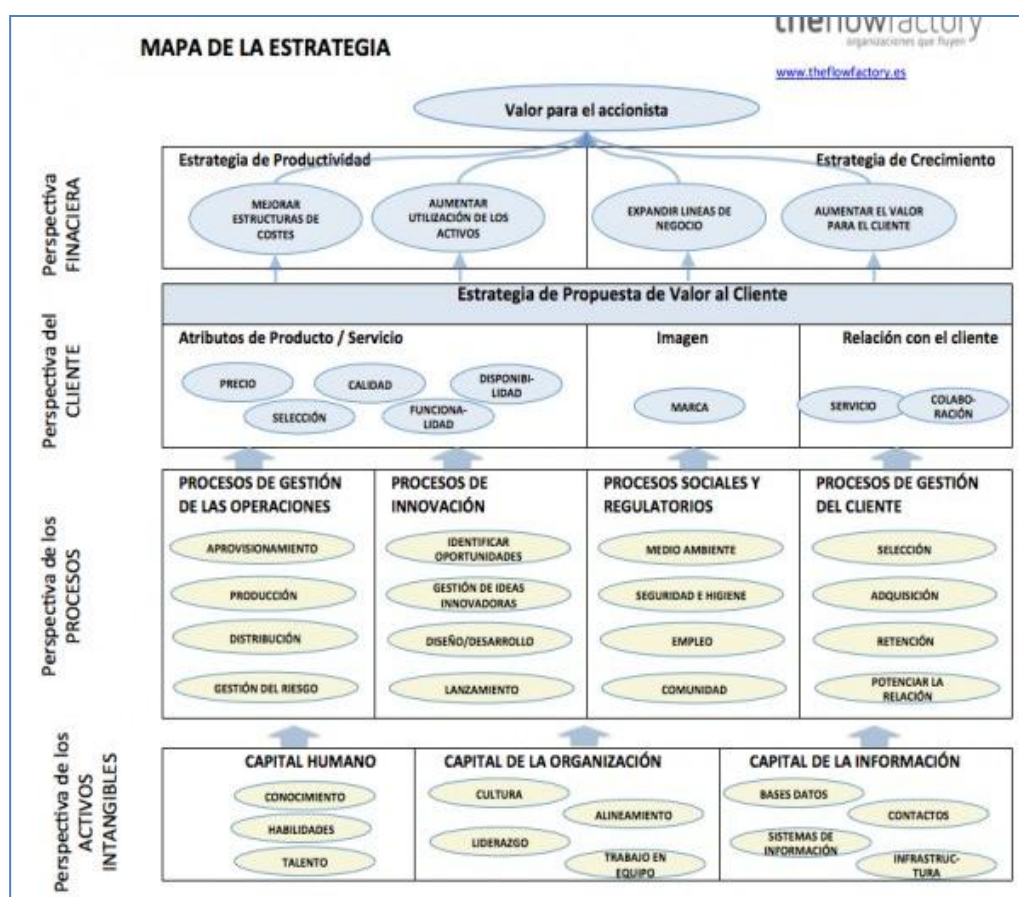 theflowfactory
MAPA DE LA ESTRATEGIA
organizaciones que fluyen
www.theflowfactory.es
Valor para el accionista
Perspectiva
FINACIERA
Estrategia de Productividad
Estrategia de Crecimiento
MEJORAR
ESTRUCTURAS DE
COSTES
AUMENTAR
UTILIZACIÓN DE LOS
ACTIVOS
EXPANDIR LINEAS DE
NEGOCIO
AUMENTAR EL VALOR
PARA EL CLIENTE
Estrategia de Propuesta de Valor al Cliente
Perspectiva del
CLIENTE
Atributos de Producto / Servicio
PRECIO
CALIDAD
DISPONIBI-
LIDAD
SELECCIÓN
FUNCIONA-
LIDAD
Imagen
MARCA
Relación con el cliente
SERVICIO
COLABO-
RACIÓN
Perspectiva de los
PROCESOS
PROCESOS DE GESTIÓN
DE LAS OPERACIONES
APROVISIONAMIENTO
PRODUCCIÓN
DISTRIBUCIÓN
GESTIÓN DEL RIESGO
PROCESOS DE
INNOVACIÓN
IDENTIFICAR
OPORTUNIDADES
GESTIÓN DE IDEAS
INNOVADORAS
DISEÑO/DESARROLLO
LANZAMIENTO
PROCESOS SOCIALES Y
REGULATORIOS
MEDIO AMBIENTE
SEGURIDAD E HIGIENE
EMPLEO
COMUNIDAD
PROCESOS DE GESTIÓN
DEL CLIENTE
SELECCIÓN
ADQUISICIÓN
RETENCIÓN
POTENCIAR LA
RELACIÓN
Perspectiva de los
ACTIVOS
INTANGIBLES
CAPITAL HUMANO
CONOCIMIENTO
HABILIDADES
TALENTO
CAPITAL DE LA ORGANIZACIÓN
CULTURA
ALINEAMIENTO
LIDERAZGO
TRABAJO EN
EQUIPO
CAPITAL DE LA INFORMACIÓN
BASES DATOS
CONTACTOS
SISTEMAS DE
INFORMACIÓN
INFRASTRUC-
TURA